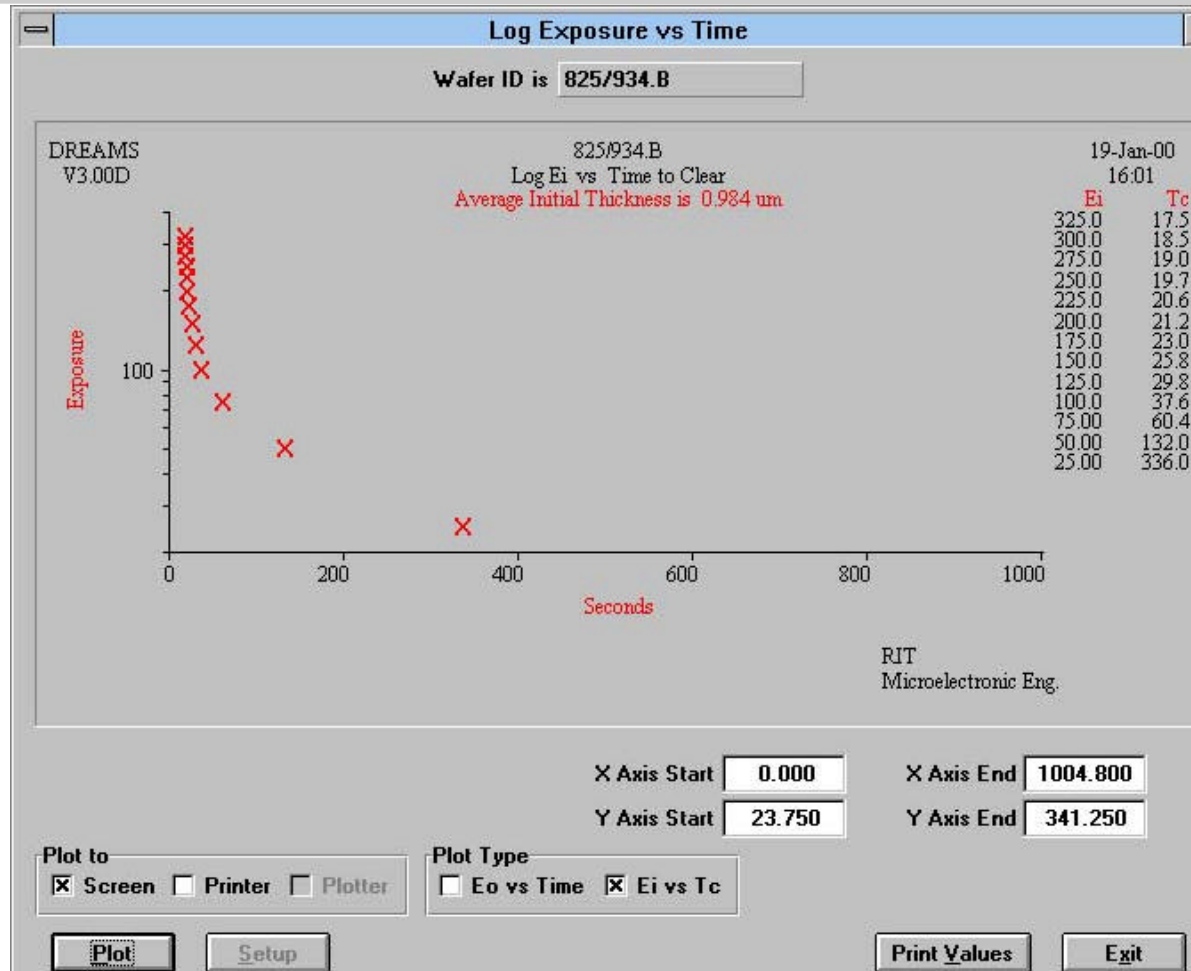 Log Exposure vs Time
Wafer ID is 825/934.B
DREAMS
V3.00D
825/934.B
Log Ei vs Time to Clear
Average Initial Thickness is 0.984 um
19-Jan-00
16:01
Ei Tc
325.0 17.5
300.0 18.5
275.0 19.0
250.0 19.7
225.0 20.6
200.0 21.2
175.0 23.0
150.0 25.8
125.0 29.8
100.0 37.6
75.00 60.4
50.00 132.0
25.00 336.0
Exposure
100
0 200 400 600 800 1000
Seconds
RIT
Microelectronic Eng.
X Axis Start 0.000 X Axis End 1004.800
Y Axis Start 23.750 Y Axis End 341.250
Plot to
Screen Printer Plotter
Plot Type
Eo vs Time Ei vs Tc
Plot Setup Print Values Exit